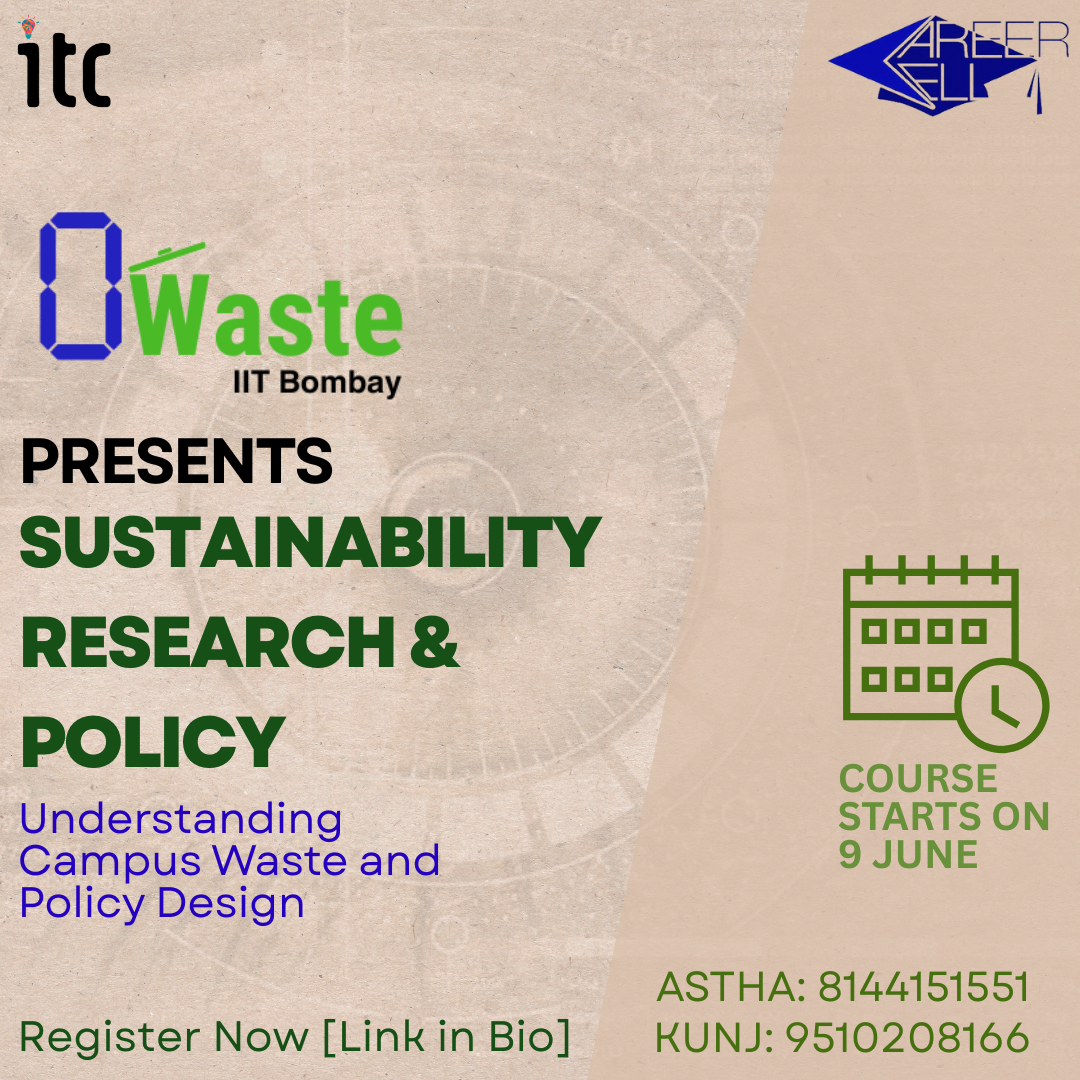 itc
CAREER
CELL
0 Waste
IIT Bombay
PRESENTS
SUSTAINABILITY
RESEARCH &
POLICY
Understanding
Campus Waste and
Policy Design
COURSE
STARTS ON
9 JUNE
Register Now [Link in Bio]
ASTHA: 8144151551
KUNJ: 9510208166